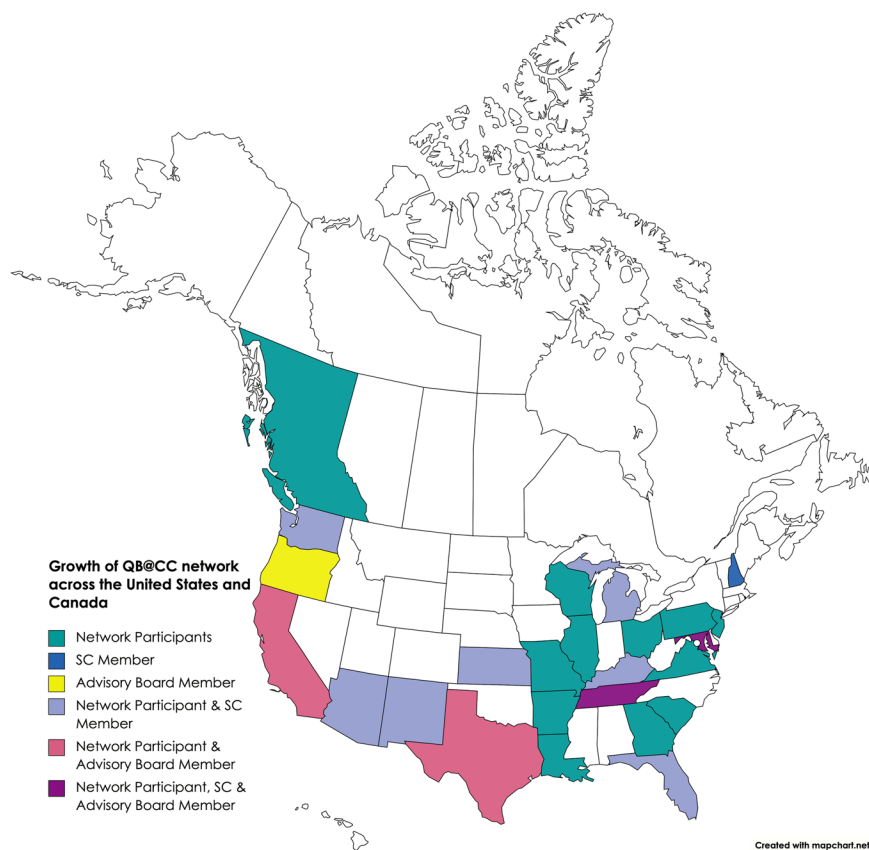 Growth of QB@CC network
across the United States and
Canada
Network Participants
SC Member
Advisory Board Member
Network Participant & SC
Member
Network Participant &
Advisory Board Member
Network Participant, SC &
Advisory Board Member
Created with mapchart.net